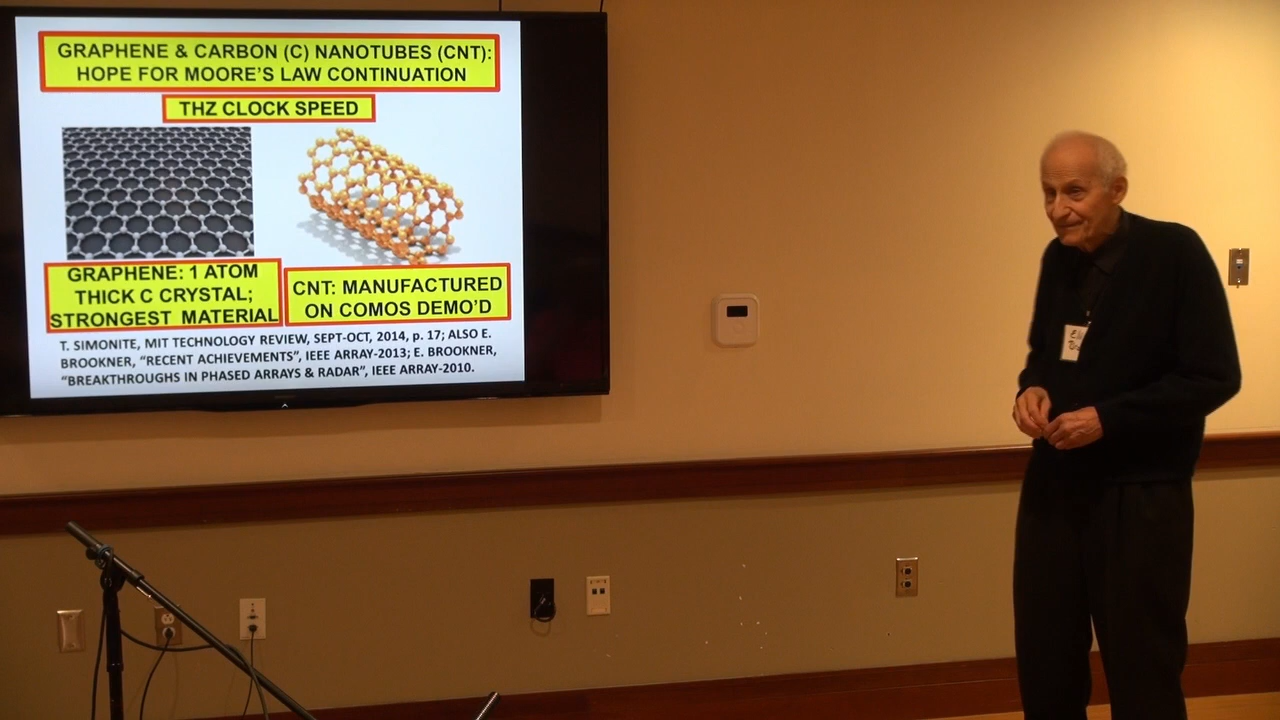 GRAPHENE & CARBON (C) NANOTUBES (CNT):
HOPE FOR MOORE'S LAW CONTINUATION
THZ CLOCK SPEED
GRAPHENE: 1 ATOM
THICK C CRYSTAL;
STRONGEST MATERIAL
CNT: MANUFACTURED
ON COMOS DEMO'D
T. SIMONITE, MIT TECHNOLOGY REVIEW, SEPT-OCT, 2014, p. 17; ALSO E.
BROOKNER, "RECENT ACHIEVEMENTS", IEEE ARRAY-2013; E. BROOKNER,
"BREAKTHROUGHS IN PHASED ARRAYS & RADAR", IEEE ARRAY-2010.